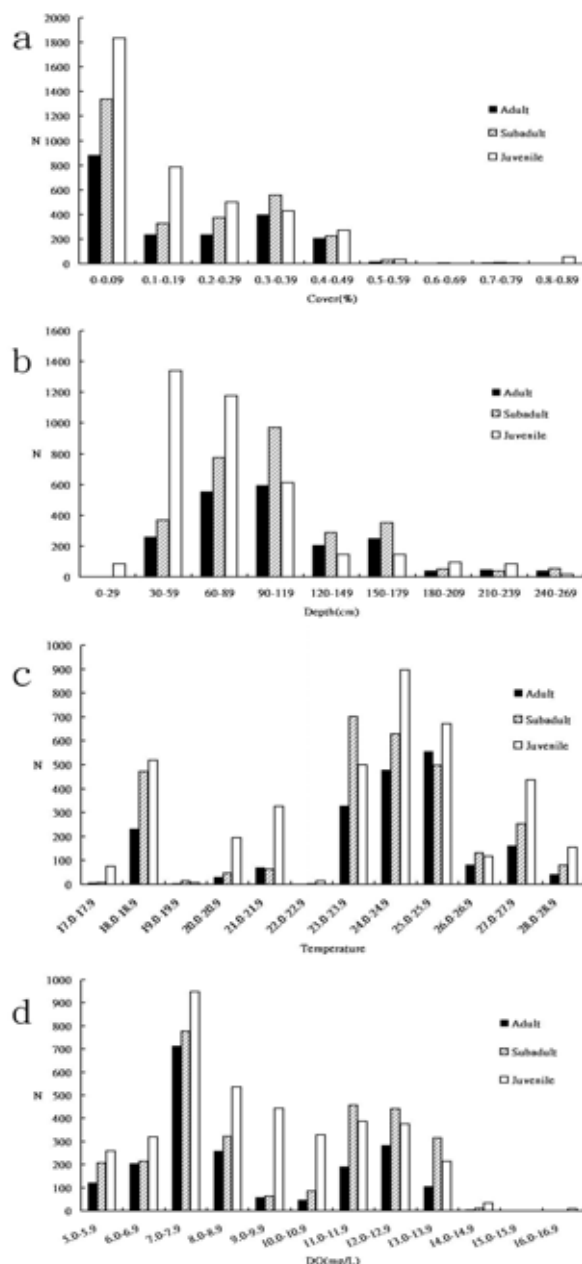 a
2000
1800
1600
1400
1200
1000
800
600
400
200
0
N
Adult
Subadult
Juvenile
0-0.09 0.1-0.19 0.2-0.29 0.3-0.39 0.4-0.49 0.5-0.59 0.6-0.69 0.7-0.79 0.8-0.89
Cover(%)
b
1600
1400
1200
1000
800
600
400
200
0
N
Adult
Subadult
Juvenile
0-29 30-59 60-89 90-119 120-149 150-179 180-209 210-239 240-269
Depth(cm)
c
1000
900
800
700
600
500
400
300
200
100
0
N
Adult
Subadult
Juvenile
17.0-17.9 18.0-18.9 19.0-19.9 20.0-20.9 21.0-21.9 22.0-22.9 23.0-23.9 24.0-24.9 25.0-25.9 26.0-26.9 27.0-27.9 28.0-28.9
Temperature
d
1000
900
800
700
600
500
400
300
200
100
0
N
Adult
Subadult
Juvenile
5.0-5.9 6.0-6.9 7.0-7.9 8.0-8.9 9.0-9.9 10.0-10.9 11.0-11.9 12.0-12.9 13.0-13.9 14.0-14.9 15.0-15.9 16.0-16.9
DO(mg/L)